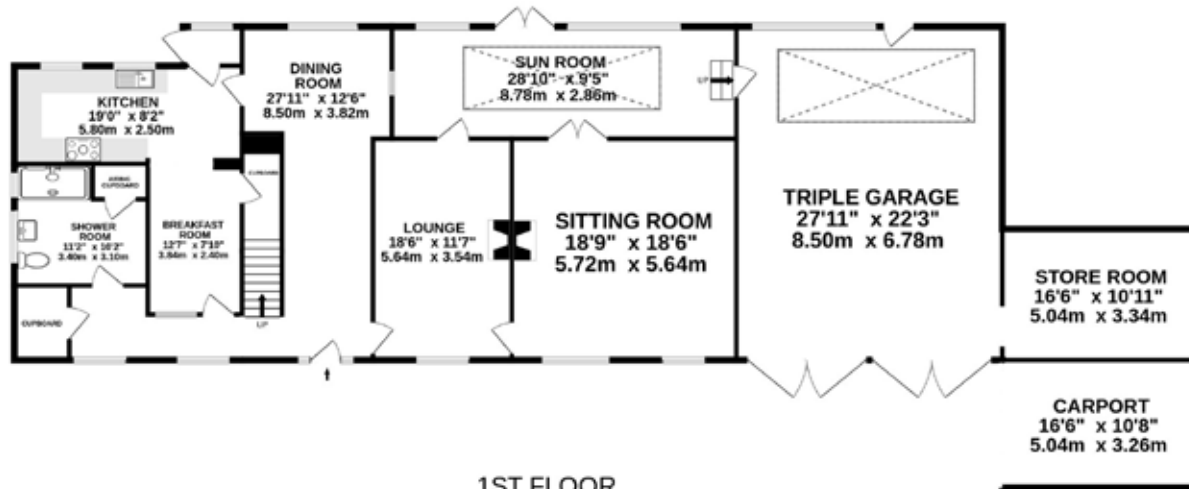 KITCHEN
19'0" x 8'2"
5.80m x 2.50m
DINING
ROOM
27'11" x 12'6"
8.50m x 3.82m
SUN ROOM
28'10" x 9'5"
8.78m x 2.86m
UP
AIRING
CUPBOARD
CUPBOARD
SHOWER
ROOM
11'2" x 10'2"
3.40m x 3.10m
BREAKFAST
ROOM
12'7" x 7'10"
3.84m x 2.40m
LOUNGE
18'6" x 11'7"
5.64m x 3.54m
SITTING ROOM
18'9" x 18'6"
5.72m x 5.64m
TRIPLE GARAGE
27'11" x 22'3"
8.50m x 6.78m
STORE ROOM
16'6" x 10'11"
5.04m x 3.34m
CUPBOARD
UP
CARPORT
16'6" x 10'8"
5.04m x 3.26m
1ST FLOOR